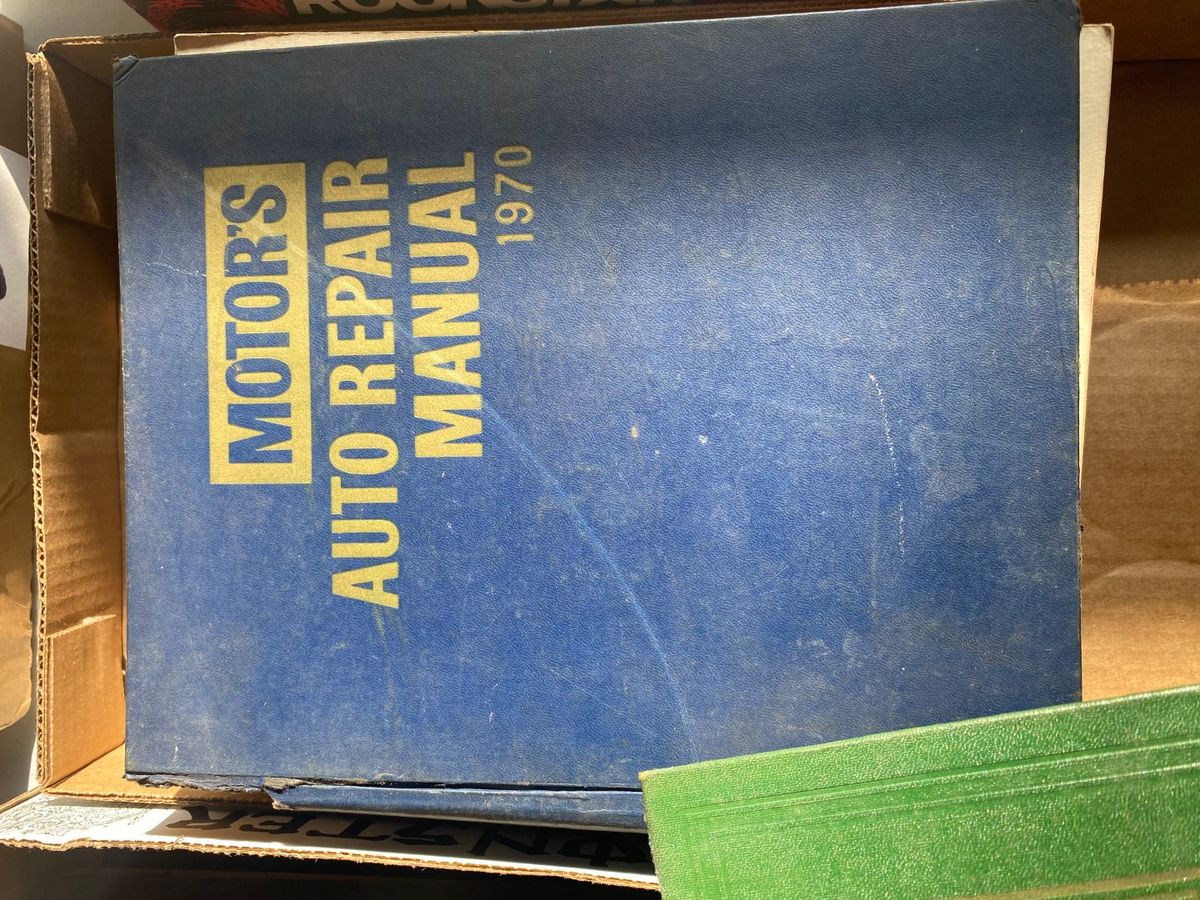 MOTOR'S
AUTO REPAIR
MANUAL
1970